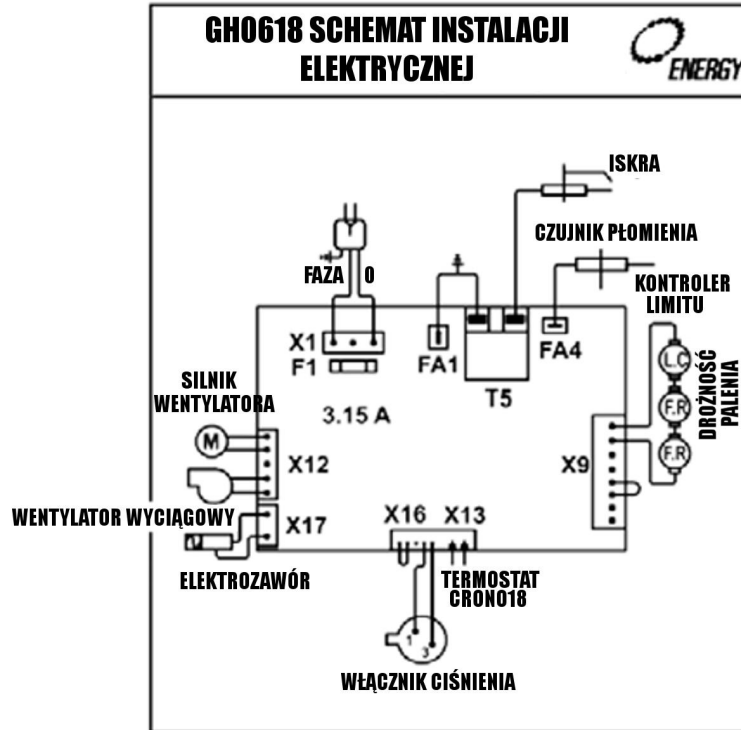 GH0618 SCHEMAT INSTALACJI
ELEKTRYCZNEJ
ENERGY
ISKRA
CZUJNIK PŁOMIENIA
FAZA 0
KONTROLER
LIMITU
X1
F1
FA1
FA4
T5
L.C
F.R
F.R
DROŻNOŚĆ
PALENIA
SILNIK
WENTYLATORA
3.15 A
M
X12
X9
WENTYLATOR WYCIĄGOWY
X17
X16 X13
ELEKTROZAWÓR
TERMOSTAT
CRONO18
1
3
WŁĄCZNIK CIŚNIENIA